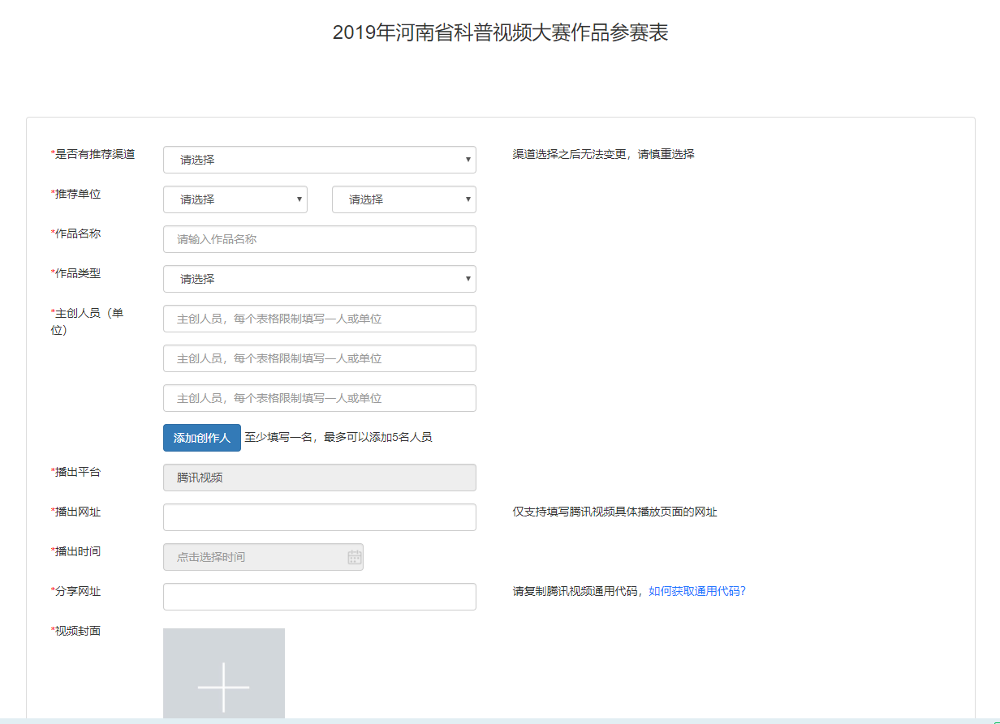 2019年河南省科普视频大赛作品参赛表
*是否有推荐渠道 请选择 渠道选择之后无法变更，请慎重选择
*推荐单位 请选择 请选择
*作品名称 请输入作品名称
*作品类型 请选择
*主创人员（单
位）
主创人员，每个表格限制填写一人或单位
主创人员，每个表格限制填写一人或单位
主创人员，每个表格限制填写一人或单位
添加创作人 至少填写一名，最多可以添加5名人员
*播出平台 腾讯视频
*播出网址 仅支持填写腾讯视频具体播放页面的网址
*播出时间 点击选择时间
*分享网址 请复制腾讯视频通用代码，如何获取通用代码?
*视频封面